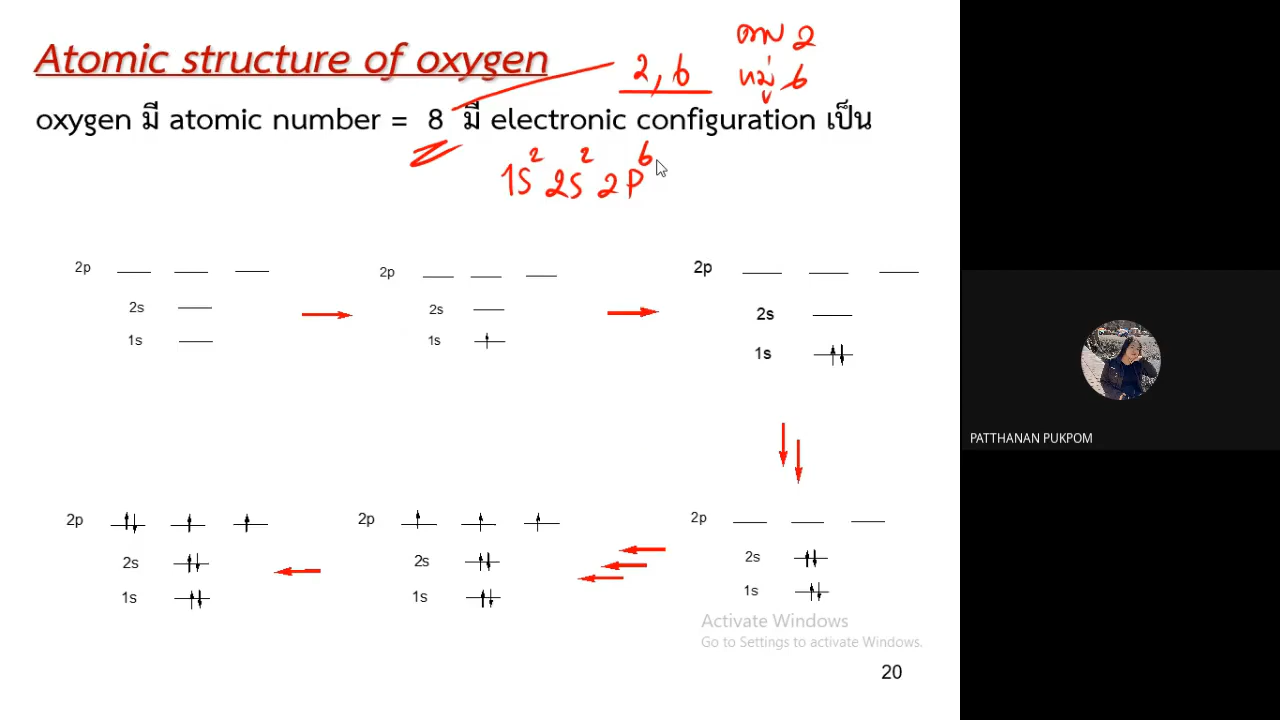 Atomic structure of oxygen
2, 6
คาบ 2
หมู่ 6
oxygen มี atomic number = 8 มี electronic configuration เป็น
1s² 2s² 2p⁶
2p
2s
1s
2p
2s
1s
2p
2s
1s
2p
2s
1s
2p
2s
1s
2p
2s
1s
PATTHANAN PUKPOM
Activate Windows
Go to Settings to activate Windows.
20